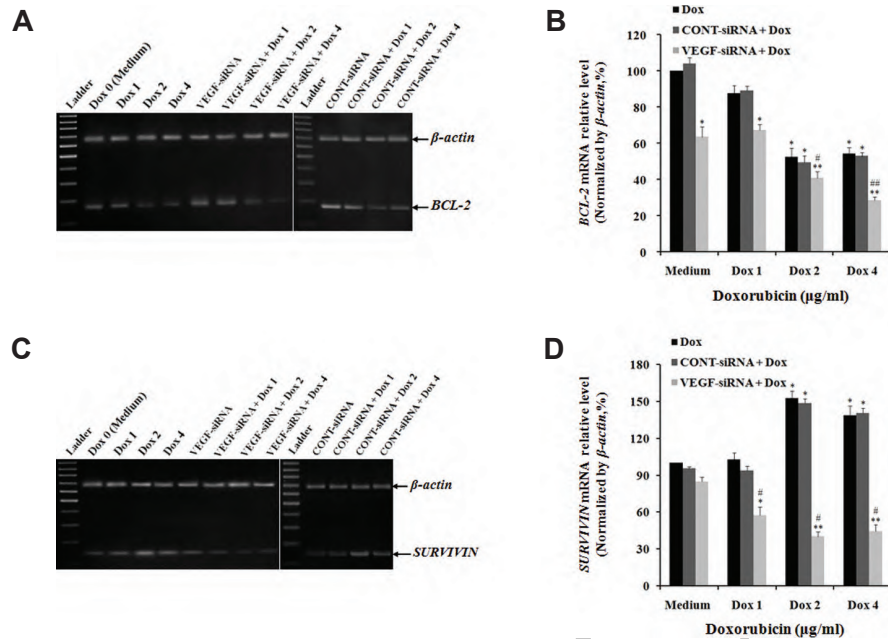 A
Ladder
Dox 0 (Medium)
Dox 1
Dox 2
Dox 4
VEGF-siRNA
VEGF-siRNA + Dox 1
VEGF-siRNA + Dox 2
VEGF-siRNA + Dox 4
Ladder
CONT-siRNA
CONT-siRNA + Dox 1
CONT-siRNA + Dox 2
CONT-siRNA + Dox 4
β-actin
BCL-2
B
Dox
CONT-siRNA + Dox
VEGF-siRNA + Dox
BCL-2 mRNA relative level
(Normalized by β-actin,%)
120
100
80
60
40
20
0
*
*
* * # **
* * ## **
Medium Dox 1 Dox 2 Dox 4
Doxorubicin (µg/ml)
C
Ladder
Dox 0 (Medium)
Dox 1
Dox 2
Dox 4
VEGF-siRNA
VEGF-siRNA + Dox 1
VEGF-siRNA + Dox 2
VEGF-siRNA + Dox 4
Ladder
CONT-siRNA
CONT-siRNA + Dox 1
CONT-siRNA + Dox 2
CONT-siRNA + Dox 4
β-actin
SURVIVIN
D
Dox
CONT-siRNA + Dox
VEGF-siRNA + Dox
SURVIVIN mRNA relative level
(Normalized by β-actin,%)
180
150
120
90
60
30
0
# *
* * # **
* * # **
Medium Dox 1 Dox 2 Dox 4
Doxorubicin (µg/ml)